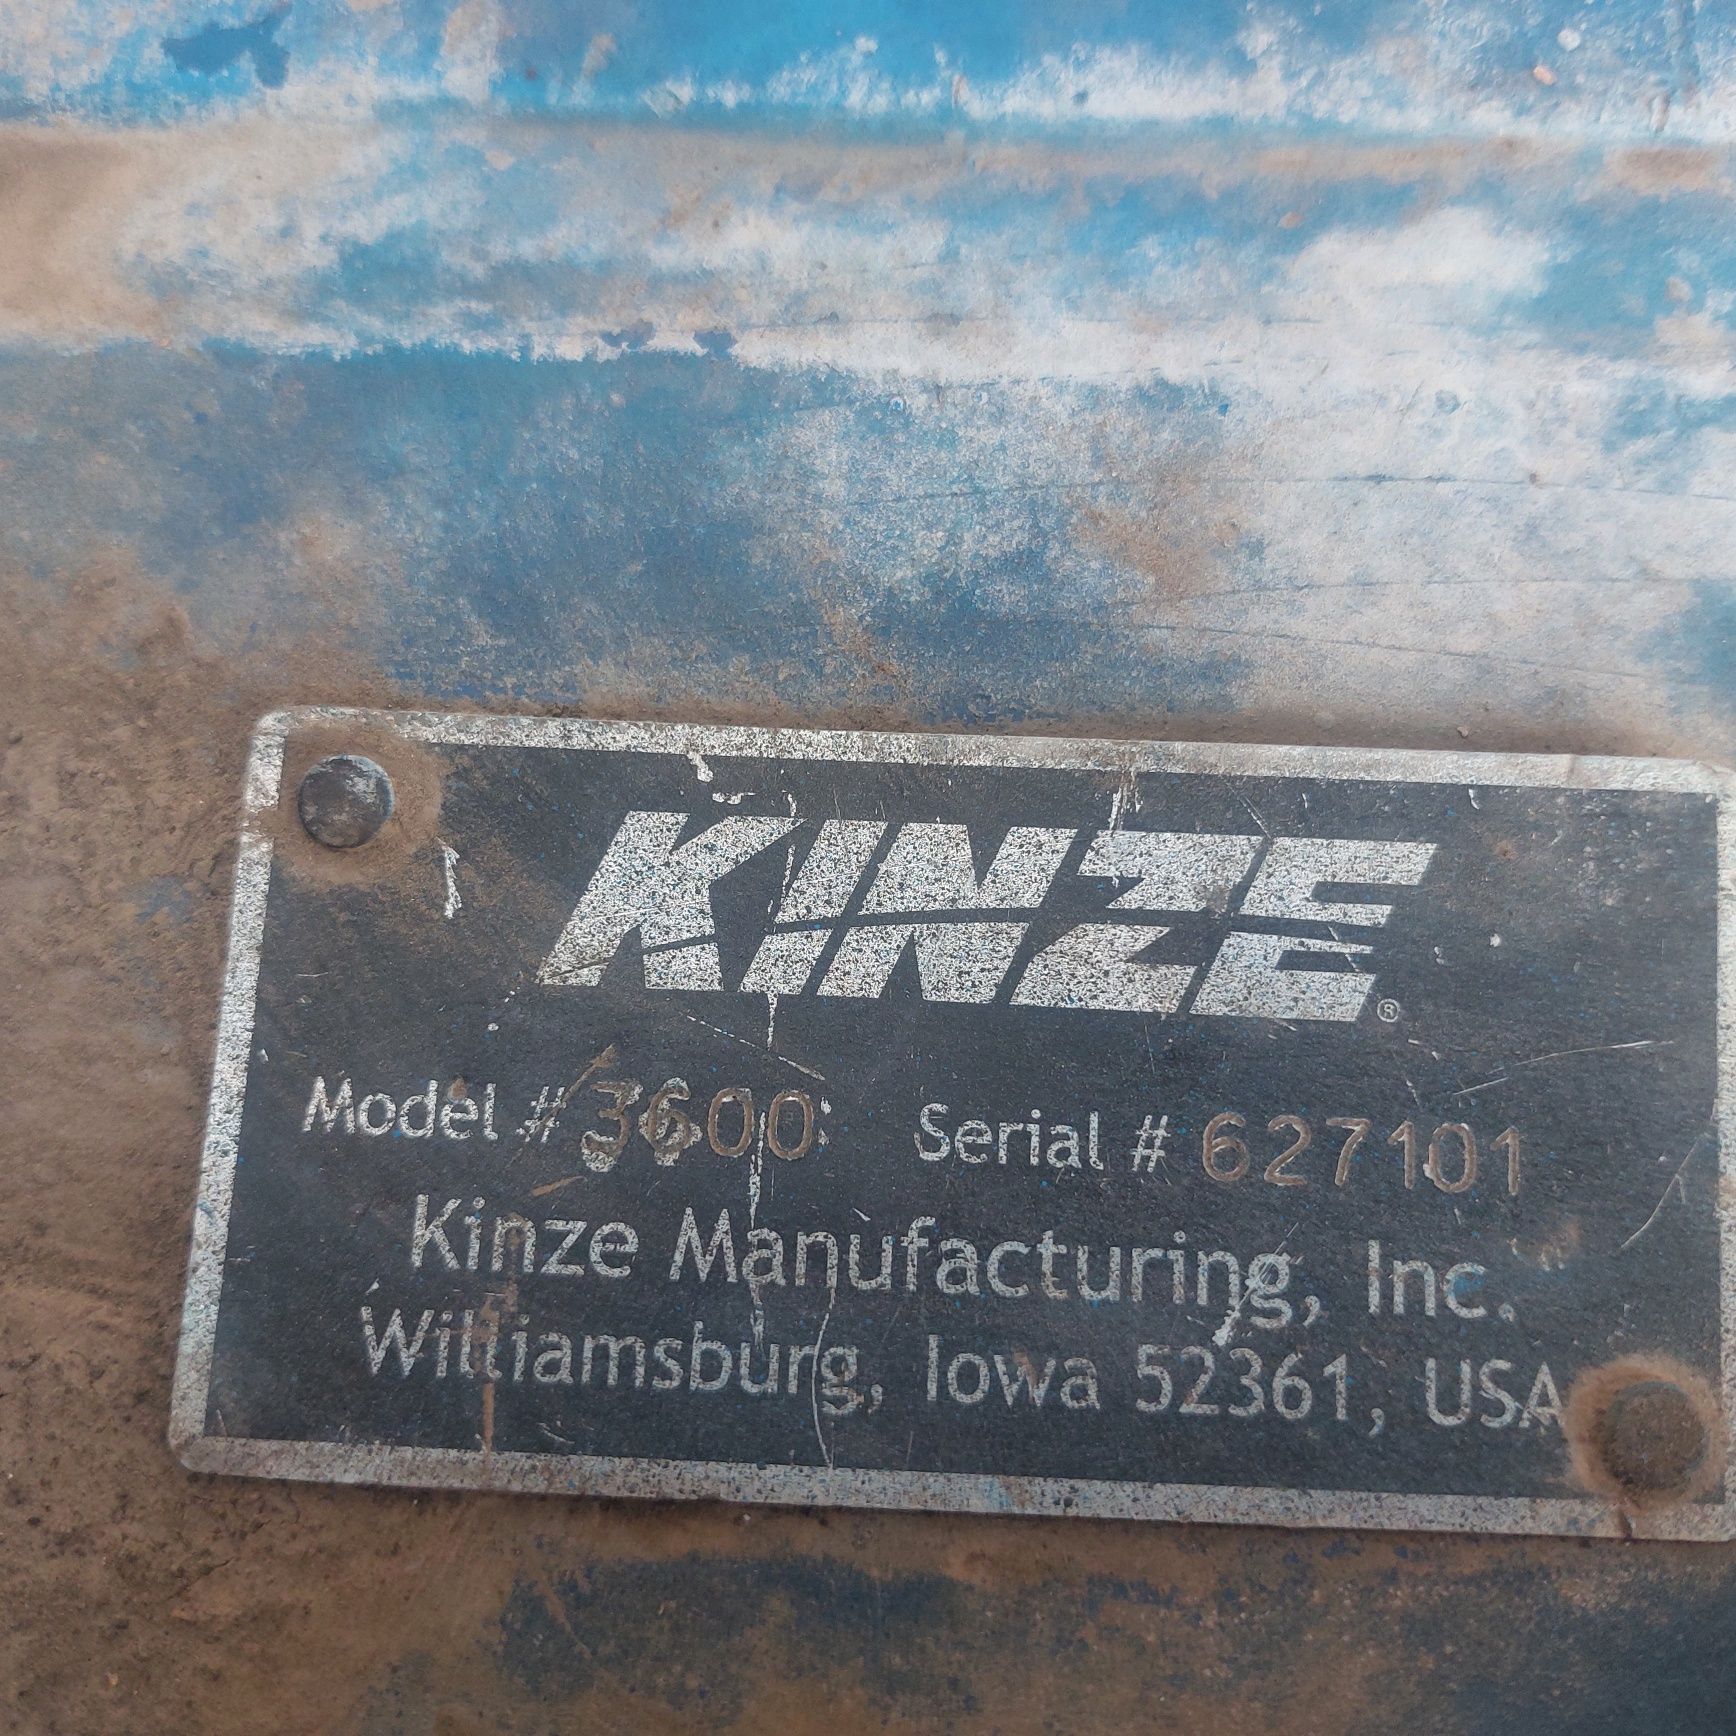 KINZE®
Model # 3600 Serial # 627101
Kinze Manufacturing, Inc.
Williamsburg, Iowa 52361, USA